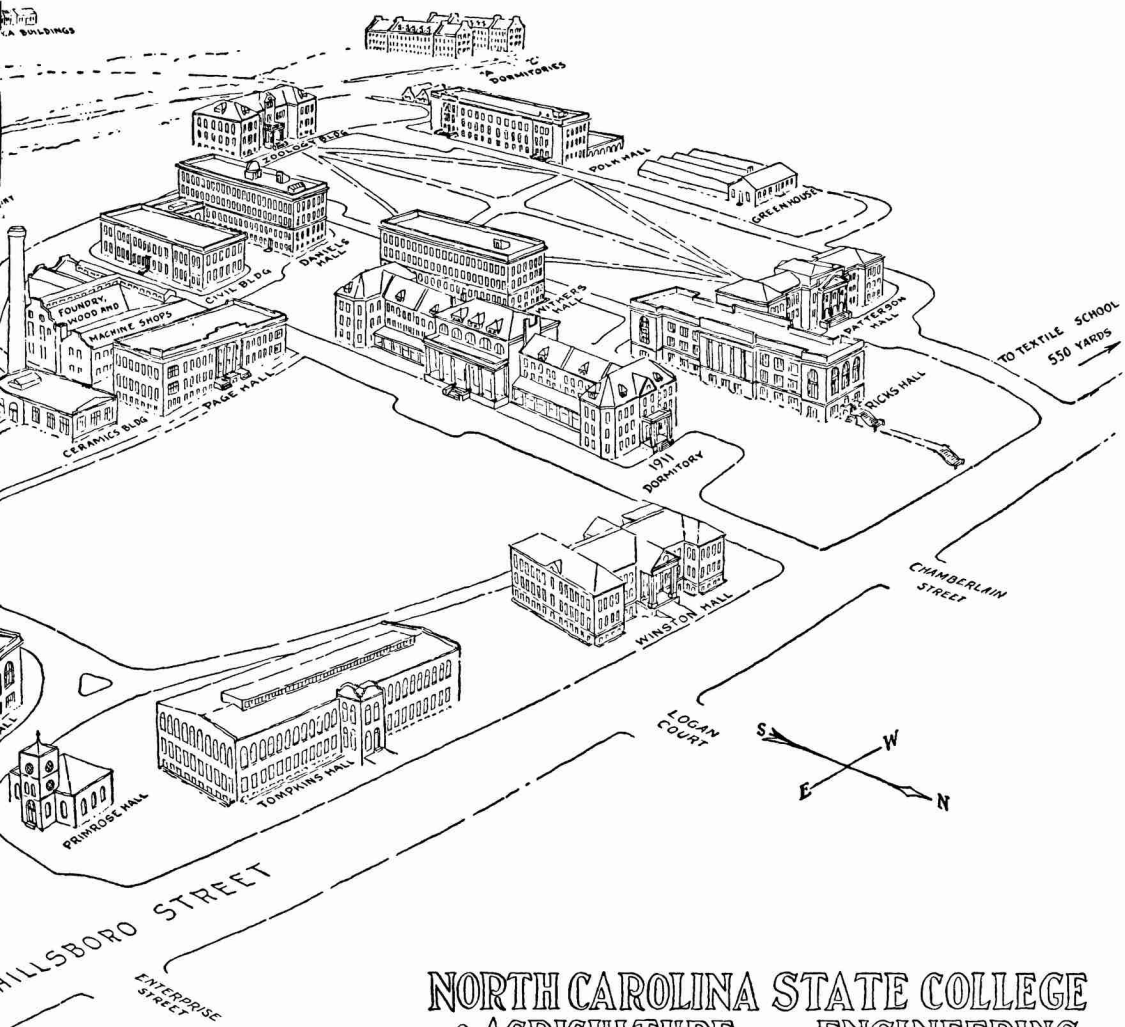 BUILDINGS
"A" "C"
DORMITORIES
ZOOLOGY BLDG
POLK HALL
GREENHOUSE
DANIELS
HALL
CIVIL BLDG
WITHERS
HALL
PATTERSON
HALL
FOUNDRY,
WOOD AND
MACHINE SHOPS
TO TEXTILE SCHOOL
550 YARDS
PAGE HALL
RICKS HALL
CERAMICS BLDG
1911
DORMITORY
CHAMBERLAIN
STREET
WINSTON HALL
LOGAN
COURT
S
W
E
N
TOMPKINS HALL
PRIMROSE HALL
HILLSBORO STREET
ENTERPRISE
STREET
NORTH CAROLINA STATE COLLEGE
AGRICULTURE ENGINEERING